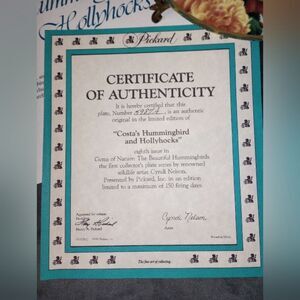 Hollyhocks
Pickard
CERTIFICATE
OF AUTHENTICITY
It is hereby certified that this
plate, Number, is an authentic
original in the limited edition of
"Costa's Hummingbird
and Hollyhocks"
eighth issue in
Gems of Nature: The Beautiful Hummingbirds
the first collector's plate series by renowned
wildlife artist Cyndi Nelson.
Presented by Pickard, Inc. in an edition
limited to a maximum of 150 firing days.
Cyndi Nelson
Artist
The fine art of collecting.